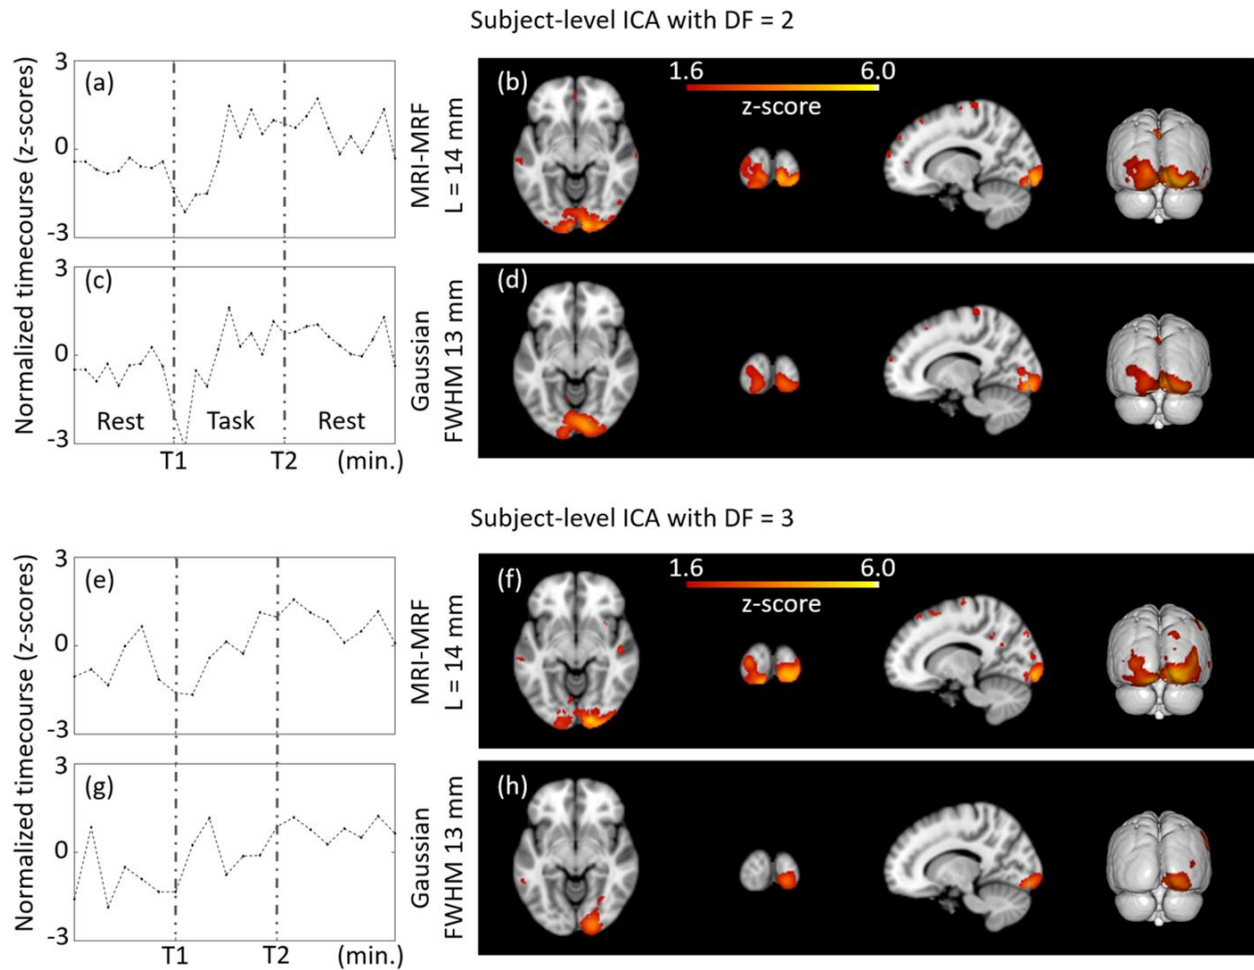 Subject-level ICA with DF = 2
Normalized timecourse (z-scores)
3
0
-3
(a)
MRI-MRF
L = 14 mm
(b)
1.6
6.0
z-score
3
0
-3
(c)
Rest
Task
Rest
T1
T2
(min.)
Gaussian
FWHM 13 mm
(d)
Subject-level ICA with DF = 3
Normalized timecourse (z-scores)
3
0
-3
(e)
MRI-MRF
L = 14 mm
(f)
1.6
6.0
z-score
3
0
-3
(g)
T1
T2
(min.)
Gaussian
FWHM 13 mm
(h)